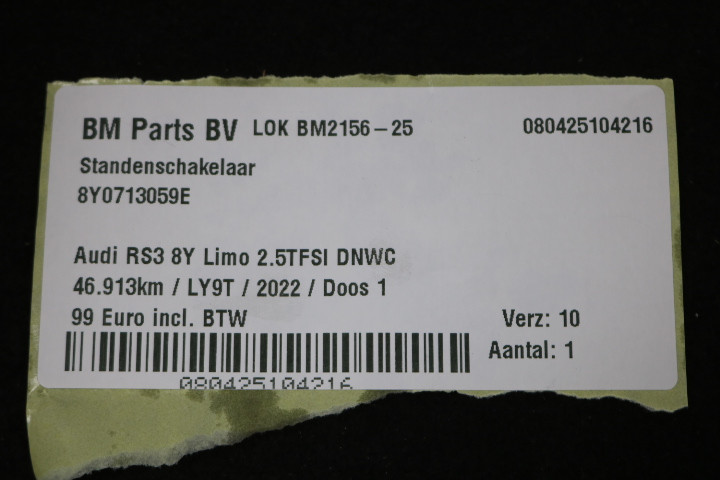 BM Parts BV LOK BM2156-25 080425104216
Standenschakelaar
8Y0713059E
Audi RS3 8Y Limo 2.5TFSI DNWC
46.913km / LY9T / 2022 / Doos 1
99 Euro incl. BTW Verz: 10
Aantal: 1
080425104216